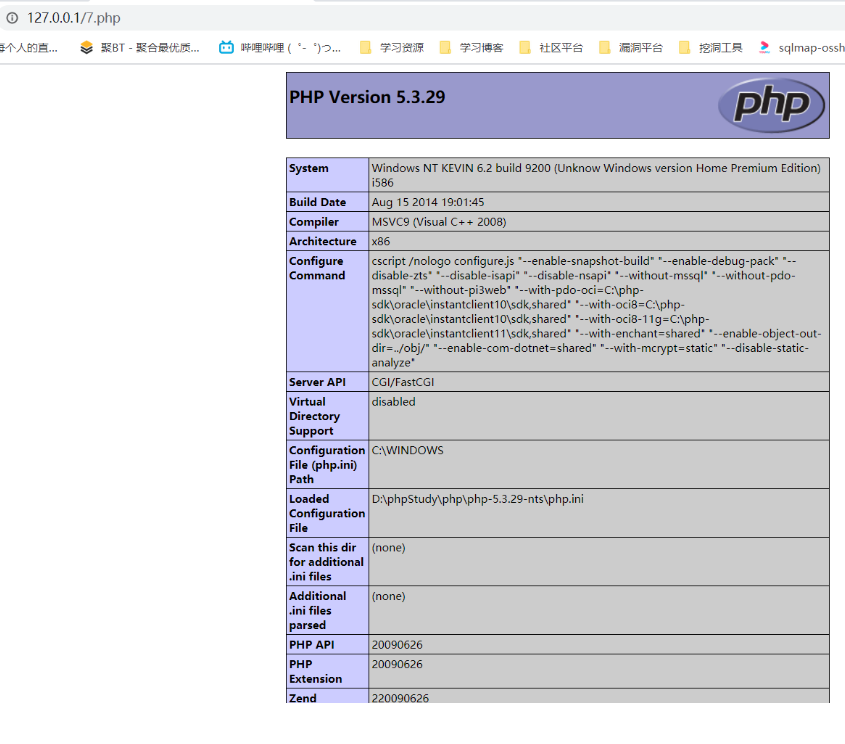 127.0.0.1/7.php
每个人的直... 聚BT - 聚合最优质... 哔哩哔哩 (゜-゜)つ... 学习资源 学习博客 社区平台 漏洞平台 挖洞工具 sqlmap-ossh
PHP Version 5.3.29
php
System Windows NT KEVIN 6.2 build 9200 (Unknow Windows version Home Premium Edition)
i586
Build Date Aug 15 2014 19:01:45
Compiler MSVC9 (Visual C++ 2008)
Architecture x86
Configure
Command
cscript /nologo configure.js "--enable-snapshot-build" "--enable-debug-pack" "--
disable-zts" "--disable-isapi" "--disable-nsapi" "--without-mssql" "--without-pdo-
mssql" "--without-pi3web" "--with-pdo-oci=C:\php-
sdk\oracle\instantclient10\sdk,shared" "--with-oci8=C:\php-
sdk\oracle\instantclient10\sdk,shared" "--with-oci8-11g=C:\php-
sdk\oracle\instantclient11\sdk,shared" "--with-enchant=shared" "--enable-object-out-
dir=../obj/" "--enable-com-dotnet=shared" "--with-mcrypt=static" "--disable-static-
analyze"
Server API CGI/FastCGI
Virtual
Directory
Support
disabled
Configuration
File (php.ini)
Path
C:\WINDOWS
Loaded
Configuration
File
D:\phpStudy\php\php-5.3.29-nts\php.ini
Scan this dir
for additional
.ini files
(none)
Additional
.ini files
parsed
(none)
PHP API 20090626
PHP
Extension
20090626
Zend 220090626